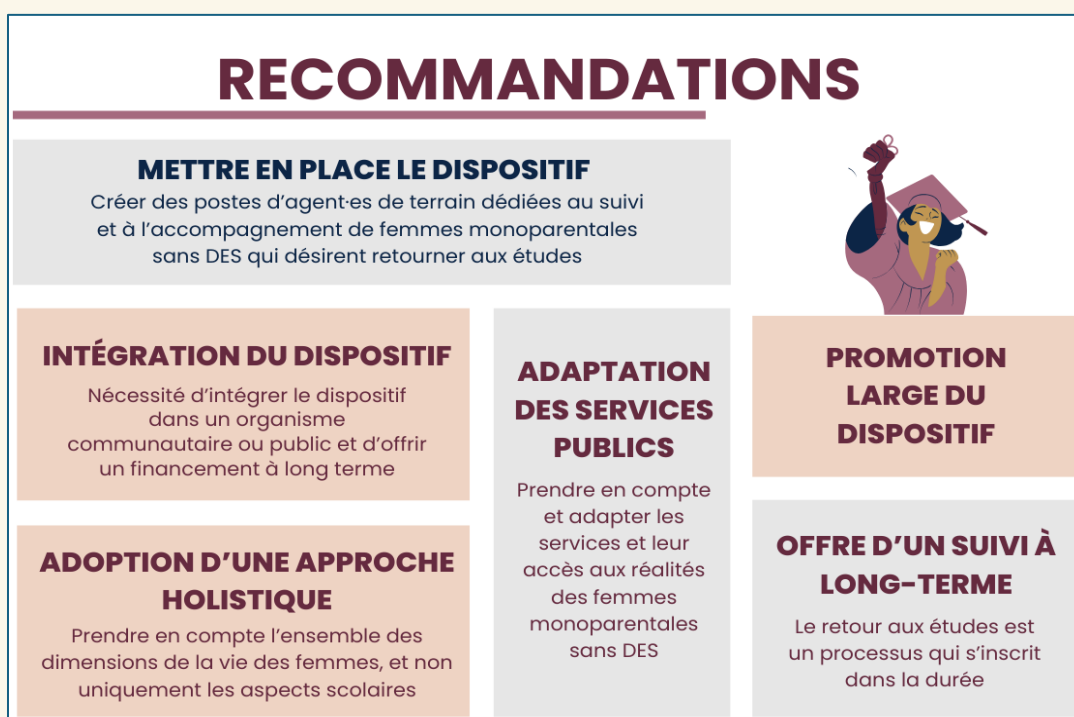 RECOMMANDATIONS
METTRE EN PLACE LE DISPOSITIF
Créer des postes d'agent·es de terrain dédiées au suivi
et à l'accompagnement de femmes monoparentales
sans DES qui désirent retourner aux études
INTÉGRATION DU DISPOSITIF
Nécessité d'intégrer le dispositif
dans un organisme
communautaire ou public et d'offrir
un financement à long terme
ADOPTION D'UNE APPROCHE
HOLISTIQUE
Prendre en compte l'ensemble des
dimensions de la vie des femmes, et non
uniquement les aspects scolaires
ADAPTATION
DES SERVICES
PUBLICS
Prendre en compte
et adapter les
services et leur
accès aux réalités
des femmes
monoparentales
sans DES
PROMOTION
LARGE DU
DISPOSITIF
OFFRE D'UN SUIVI À
LONG-TERME
Le retour aux études est
un processus qui s'inscrit
dans la durée